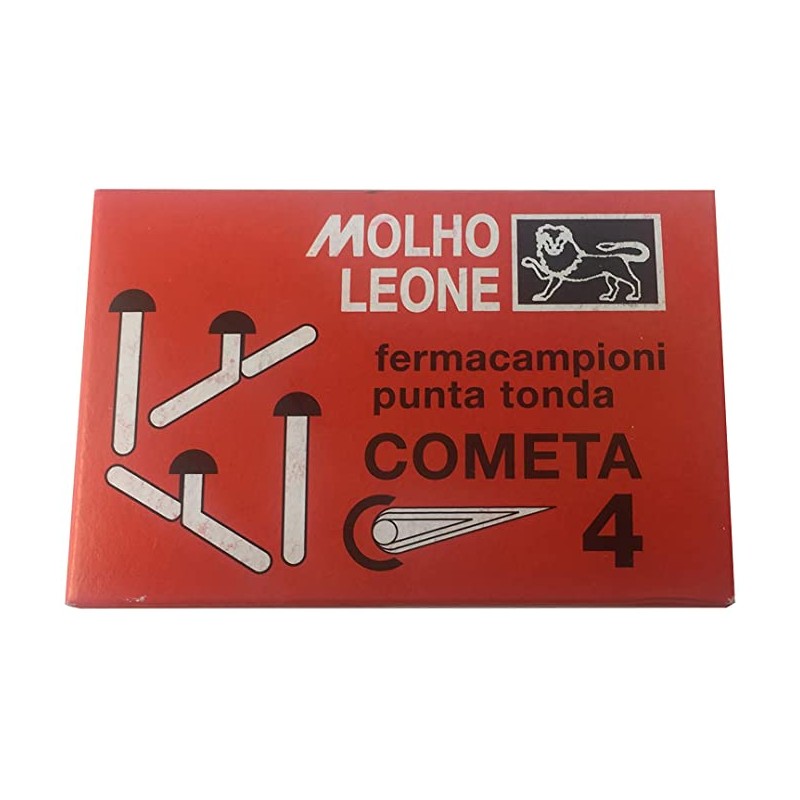 MOLHO
LEONE
fermacampioni
punta tonda
COMETA
4